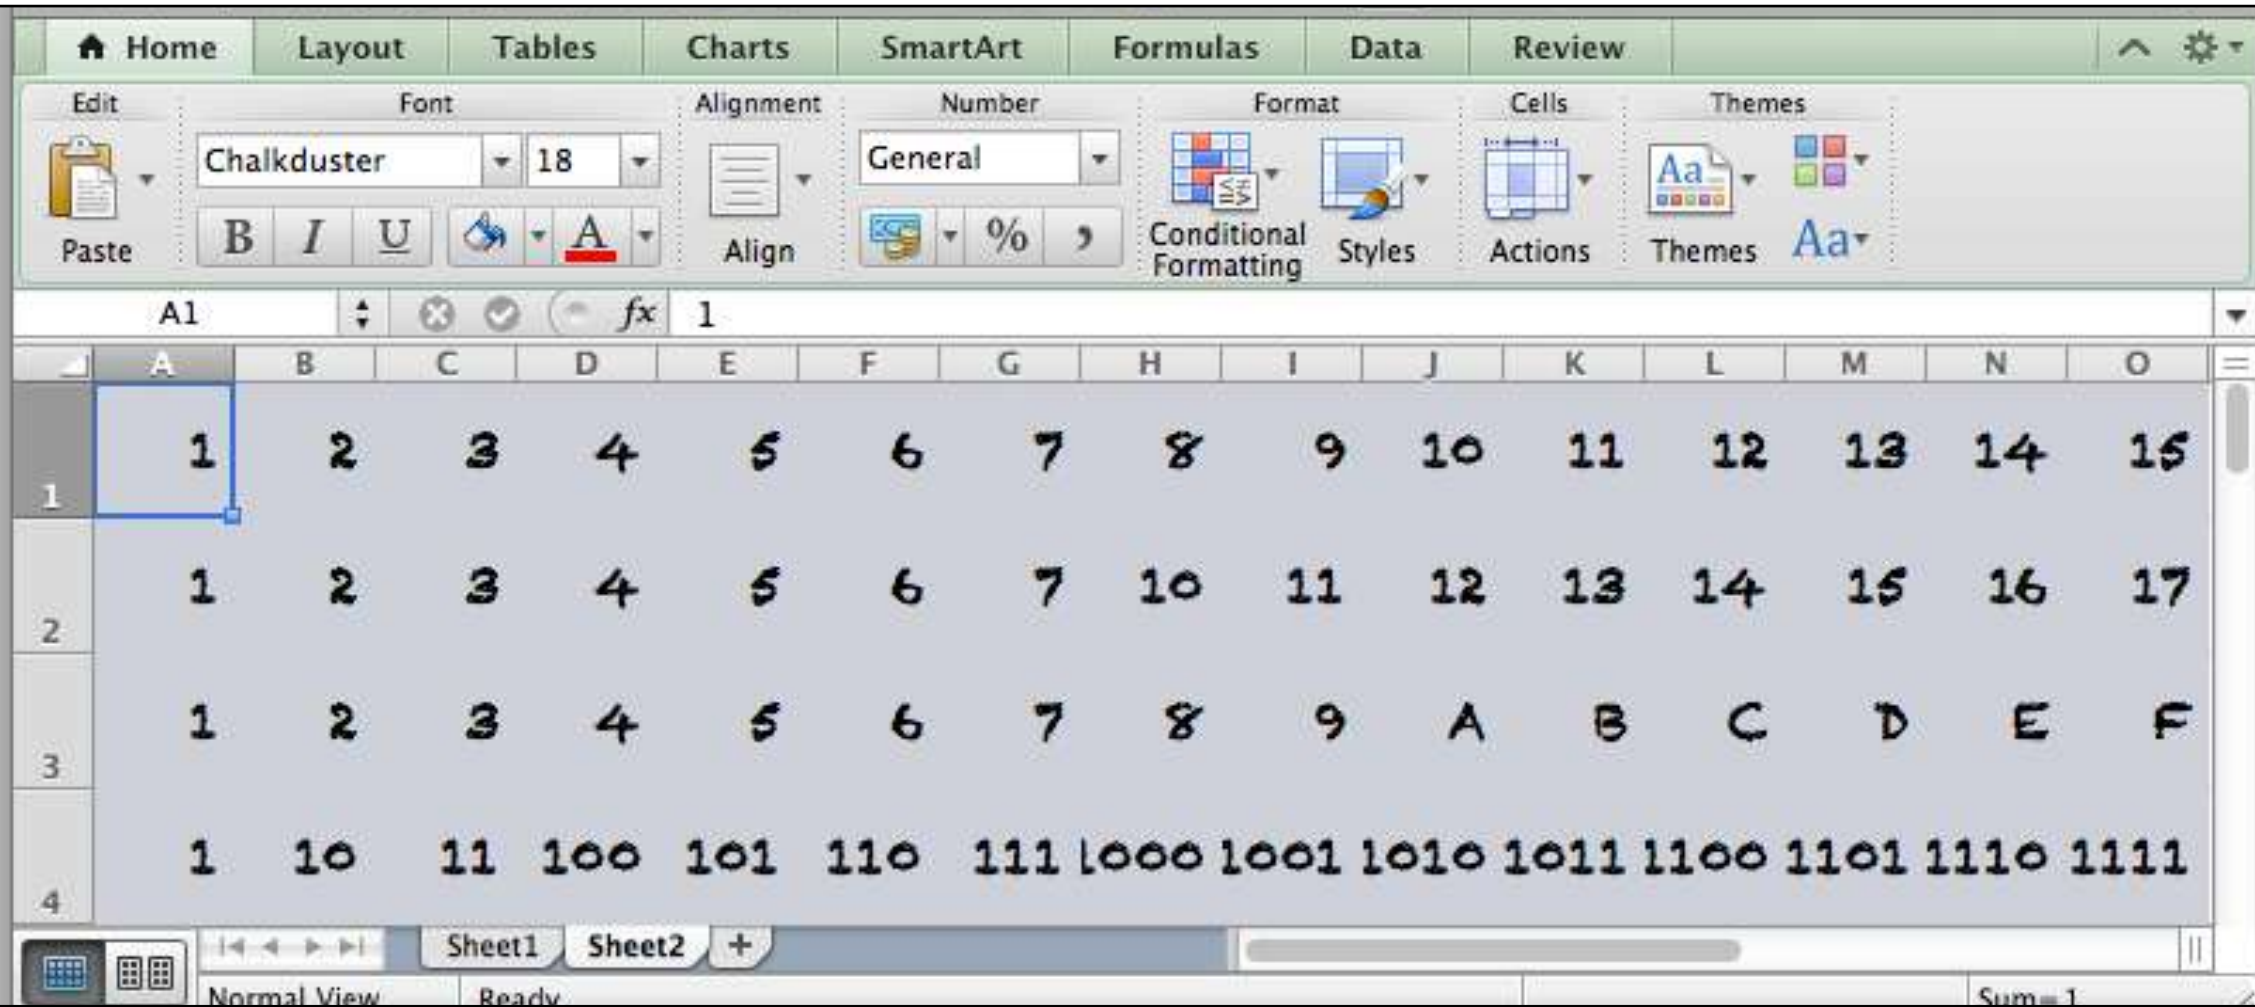 Home Layout Tables Charts SmartArt Formulas Data Review
Edit Font Alignment Number Format Cells Themes
Chalkduster 18 General
Paste B I U A Align % , Conditional Formatting Styles Actions Aa Themes Aa
A1 fx 1
A B C D E F G H I J K L M N O
1 1 2 3 4 5 6 7 8 9 10 11 12 13 14 15
2 1 2 3 4 5 6 7 10 11 12 13 14 15 16 17
3 1 2 3 4 5 6 7 8 9 A B C D E F
4 1 10 11 100 101 110 111 1000 1001 1010 1011 1100 1101 1110 1111
Sheet1 Sheet2 +
Normal View Ready Sum=1